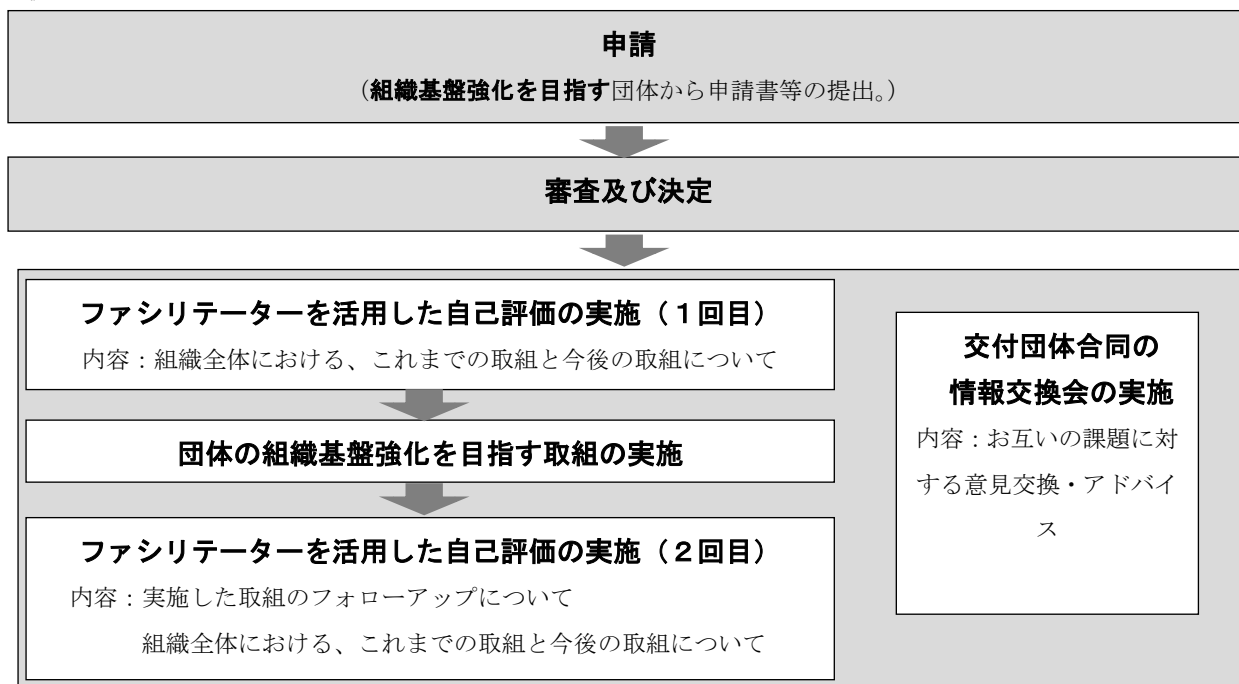 申請
（組織基盤強化を目指す団体から申請書等の提出。）
審査及び決定
ファシリテーターを活用した自己評価の実施（１回目）
内容：組織全体における、これまでの取組と今後の取組について
団体の組織基盤強化を目指す取組の実施
ファシリテーターを活用した自己評価の実施（２回目）
内容：実施した取組のフォローアップについて
組織全体における、これまでの取組と今後の取組について
交付団体合同の
情報交換会の実施
内容：お互いの課題に対
する意見交換・アドバイ
ス